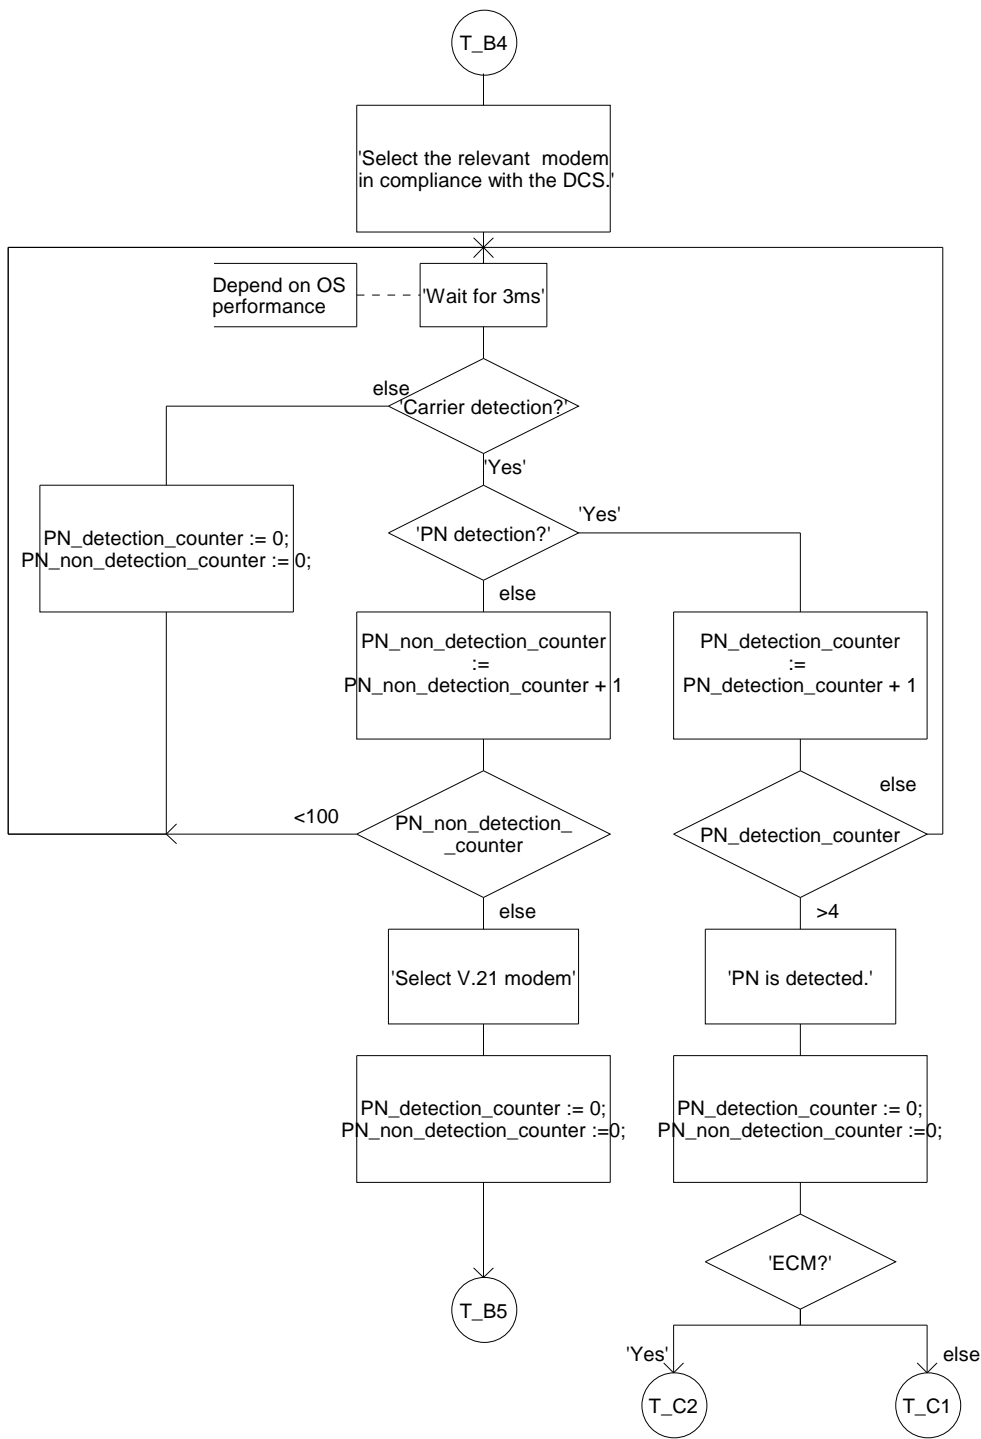 T_B4
'Select the relevant  modem
in compliance with the DCS.'
Depend on OS
performance
'Wait for 3ms'
else
'Carrier detection?'
'Yes'
'PN detection?'
'Yes'
else
PN_detection_counter := 0;
PN_non_detection_counter := 0;
PN_non_detection_counter
:=
PN_non_detection_counter + 1
PN_detection_counter
:=
PN_detection_counter + 1
<100
PN_non_detection_
_counter
else
PN_detection_counter
else
>4
'Select V.21 modem'
'PN is detected.'
PN_detection_counter := 0;
PN_non_detection_counter :=0;
PN_detection_counter := 0;
PN_non_detection_counter :=0;
'ECM?'
T_B5
'Yes'
else
T_C2
T_C1